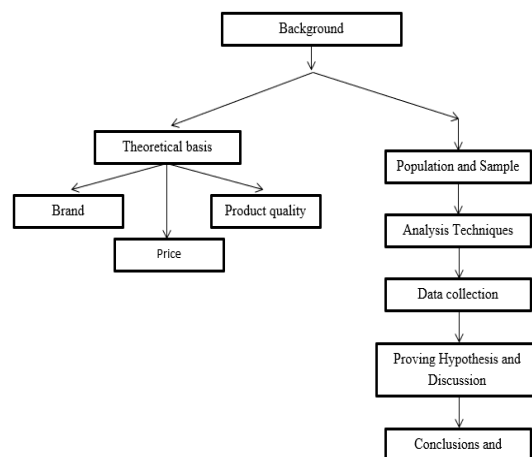 Background
Theoretical basis
Population and Sample
Brand
Product quality
Analysis Techniques
Price
Data collection
Proving Hypothesis and
Discussion
Conclusions and